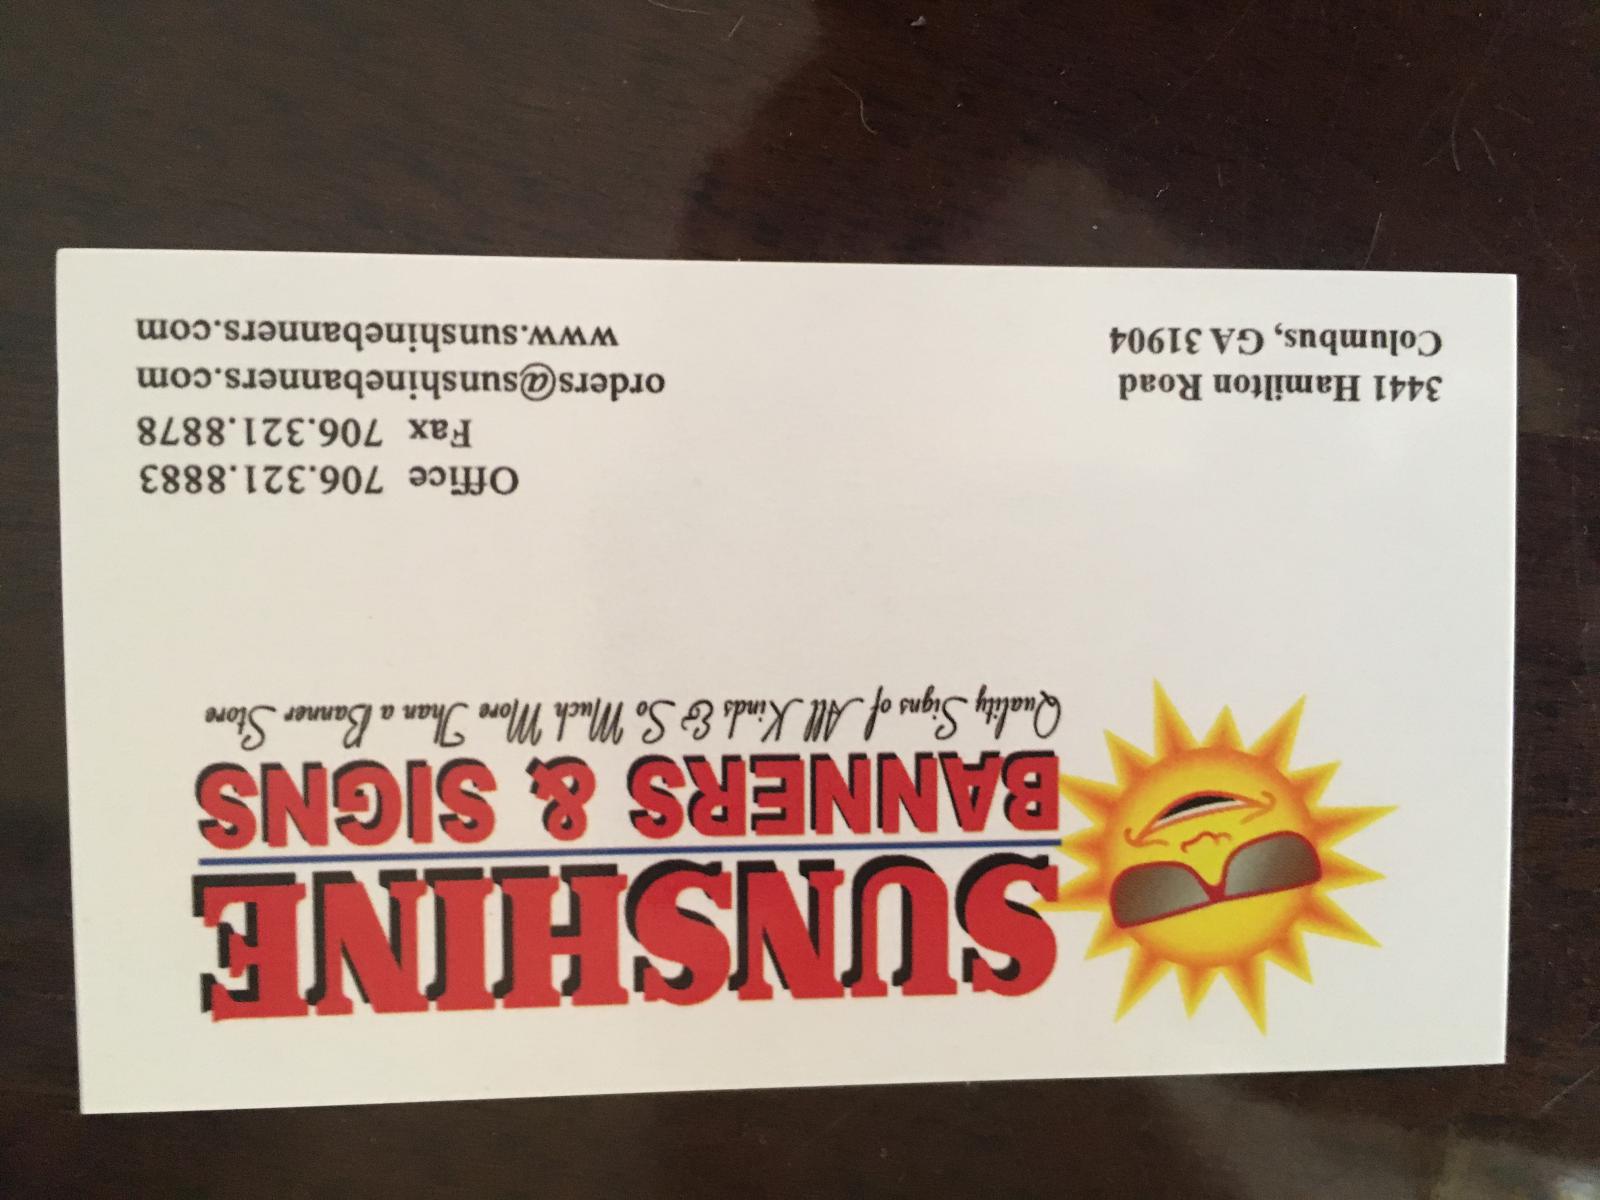 SUNSHINE
BANNERS & SIGNS
Quality Signs of All Kinds & So Much More Than a Banner Store
3441 Hamilton Road
Columbus, GA 31904
Office 706.321.8883
Fax 706.321.8878
orders@sunshinebanners.com
www.sunshinebanners.com